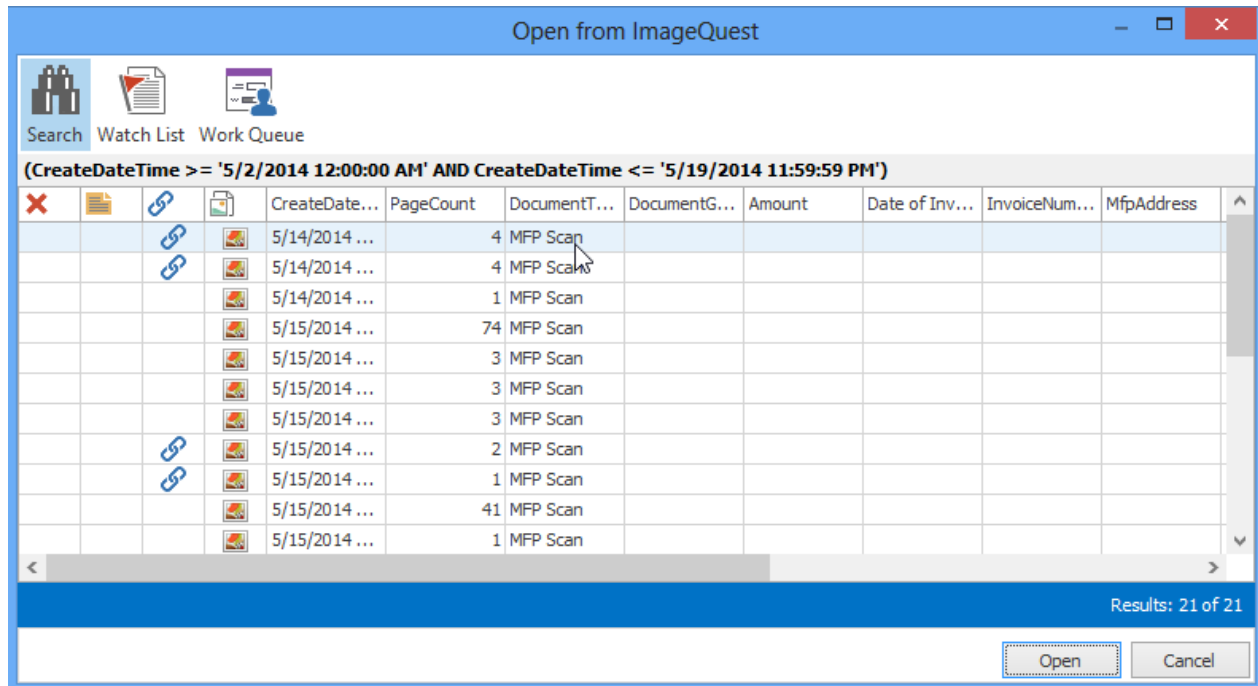 Open from ImageQuest
Search Watch List Work Queue
(CreateDateTime >= '5/2/2014 12:00:00 AM' AND CreateDateTime <= '5/19/2014 11:59:59 PM')
CreateDate... PageCount DocumentT... DocumentG... Amount Date of Inv... InvoiceNum... MfpAddress
5/14/2014 ... 4 MFP Scan
5/14/2014 ... 4 MFP Scan
5/14/2014 ... 1 MFP Scan
5/15/2014 ... 74 MFP Scan
5/15/2014 ... 3 MFP Scan
5/15/2014 ... 3 MFP Scan
5/15/2014 ... 3 MFP Scan
5/15/2014 ... 2 MFP Scan
5/15/2014 ... 1 MFP Scan
5/15/2014 ... 41 MFP Scan
5/15/2014 ... 1 MFP Scan
Results: 21 of 21
Open Cancel